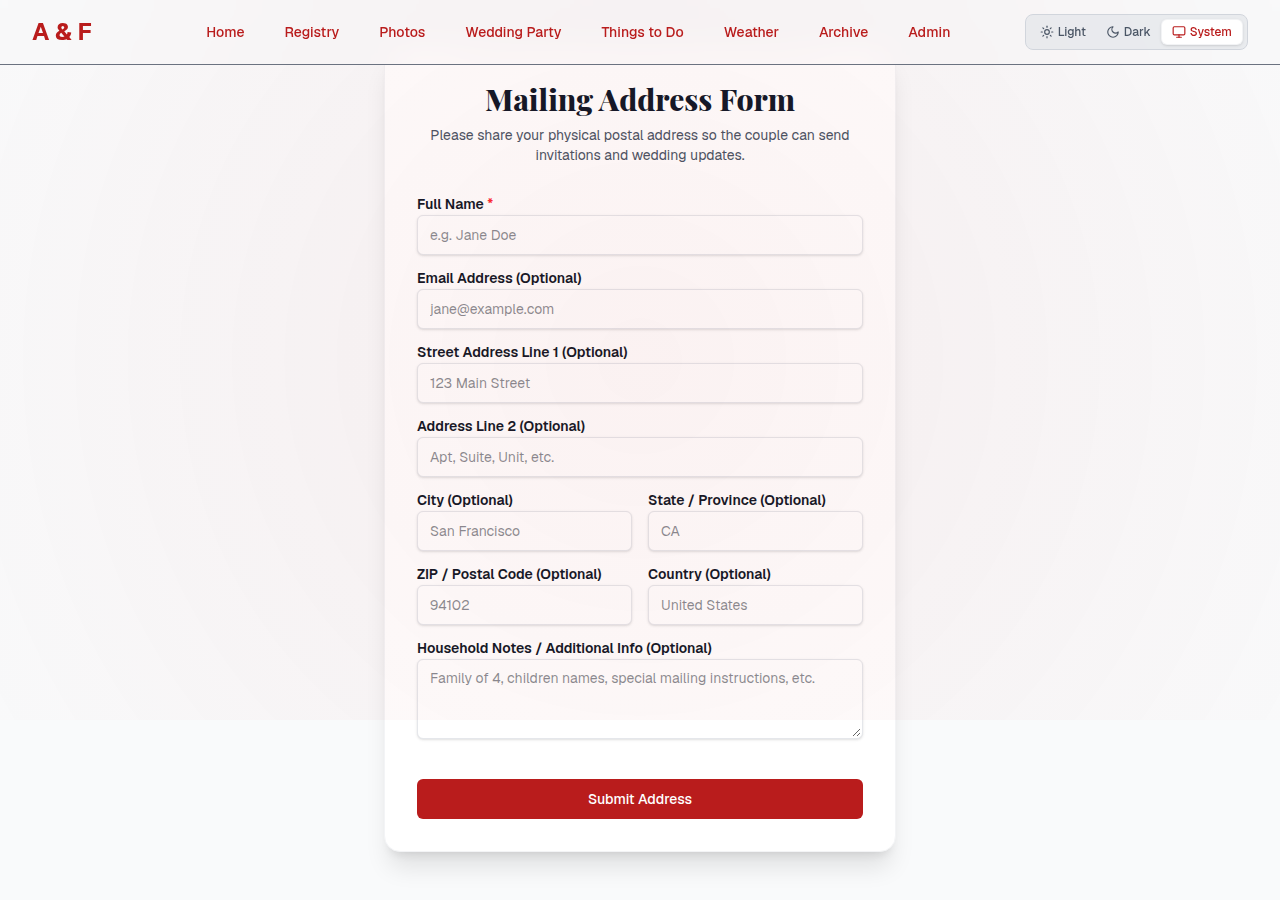 A & F
Home
Registry
Photos
Wedding Party
Things to Do
Weather
Archive
Admin
Light
Dark
System
Mailing Address Form
Please share your physical postal address so the couple can send
invitations and wedding updates.
Full Name *
e.g. Jane Doe
Email Address (Optional)
jane@example.com
Street Address Line 1 (Optional)
123 Main Street
Address Line 2 (Optional)
Apt, Suite, Unit, etc.
City (Optional)
State / Province (Optional)
San Francisco
CA
ZIP / Postal Code (Optional)
Country (Optional)
94102
United States
Household Notes / Additional Info (Optional)
Family of 4, children names, special mailing instructions, etc.
Submit Address